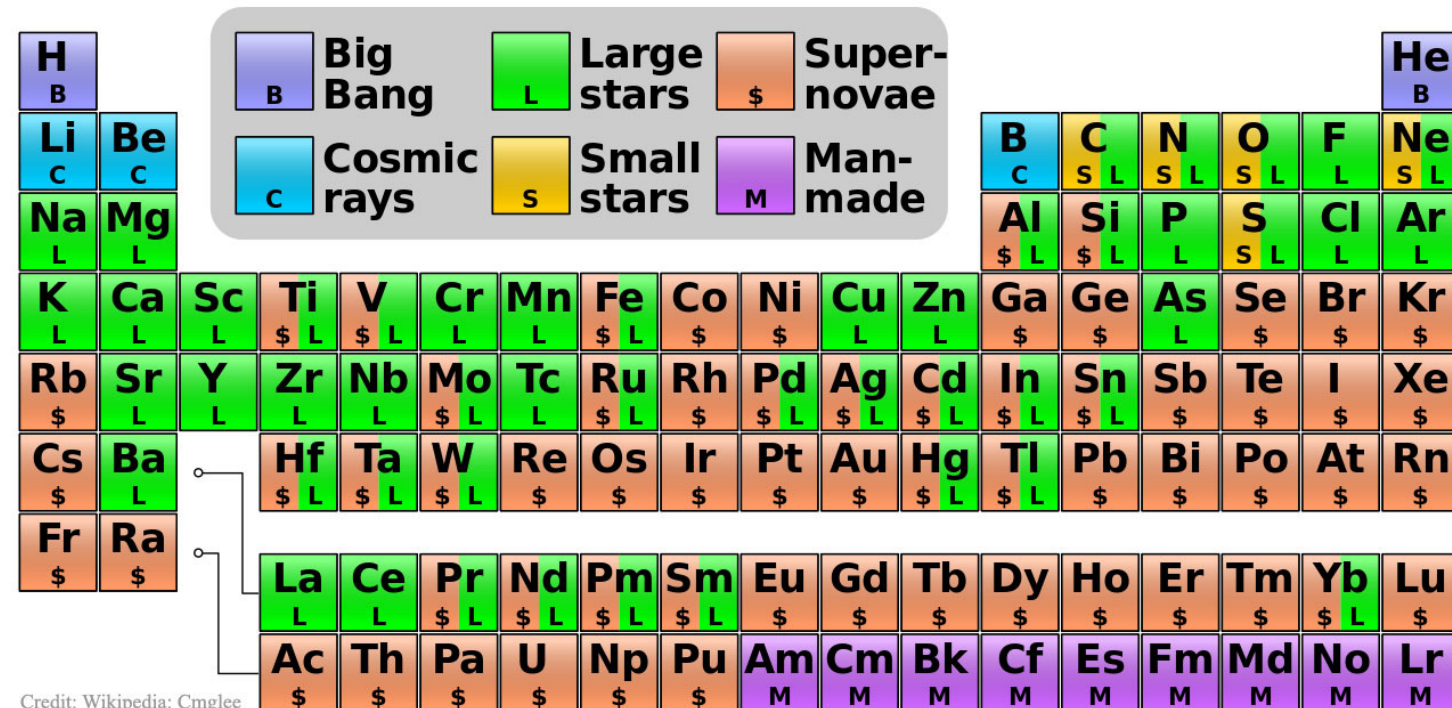 H
B
Big Bang
B
Large stars
L
Super-novae
$
He
B
Cosmic rays
C
Small stars
S
Man-made
M
Li Be B C N O F Ne
C C C S L S L S L L S L
Na Mg Al Si P S Cl Ar
L L $ L $ L L S L L L
K Ca Sc Ti V Cr Mn Fe Co Ni Cu Zn Ga Ge As Se Br Kr
L L L $ L $ L L L $ L $ $ L L $ $ L $ $ $
Rb Sr Y Zr Nb Mo Tc Ru Rh Pd Ag Cd In Sn Sb Te I Xe
$ L L L L $ L L $ L $ $ L $ L $ L $ L $ L $ $ $ $
Cs Ba Hf Ta W Re Os Ir Pt Au Hg Tl Pb Bi Po At Rn
$ L $ L $ L $ L $ $ $ $ $ $ L $ L $ $ $ $ $
Fr Ra
$ $
La Ce Pr Nd Pm Sm Eu Gd Tb Dy Ho Er Tm Yb Lu
L L $ L $ L $ L $ L $ $ $ $ $ $ $ $ L $
Ac Th Pa U Np Pu Am Cm Bk Cf Es Fm Md No Lr
$ $ $ $ $ $ M M M M M M M M M
Credit: Wikipedia: Cmglee